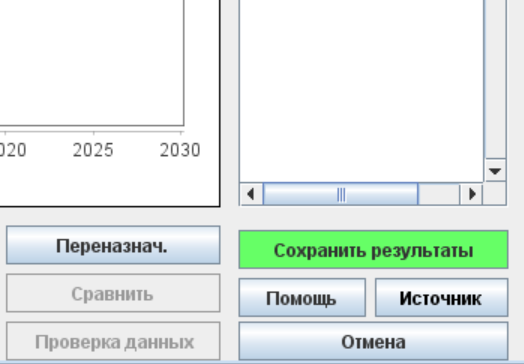 020 2025 2030
Переназнач.
Сохранить результаты
Сравнить
Помощь
Источник
Проверка данных
Отмена